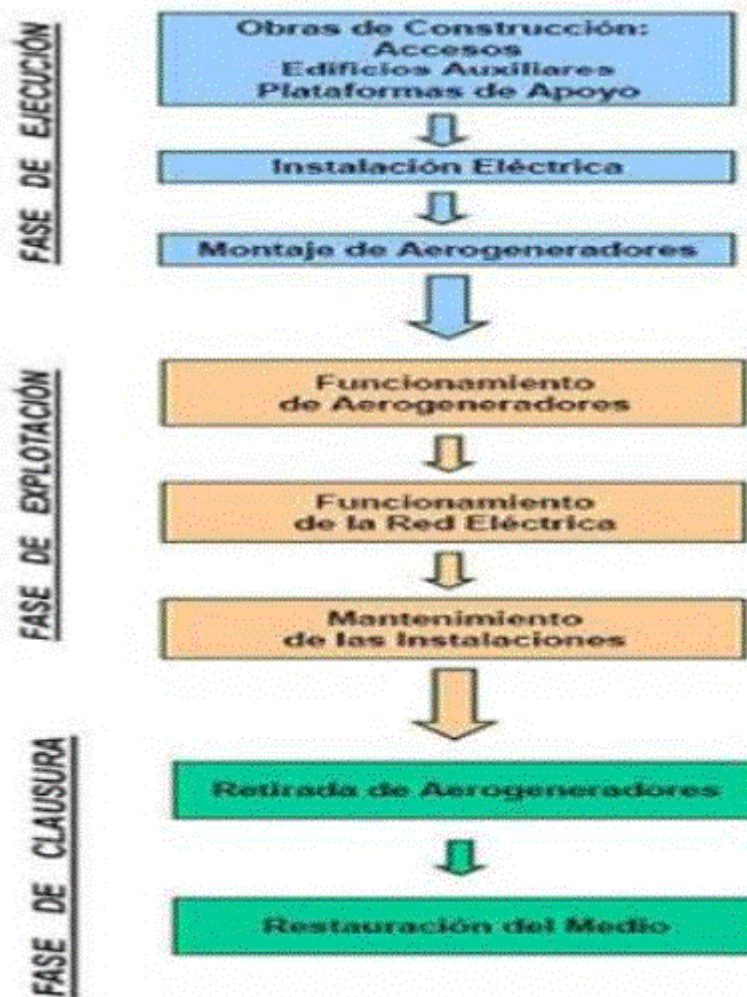 FASE DE EJECUCIÓN
Obras de Construcción:
Accesos
Edificios Auxiliares
Plataformas de Apoyo
Instalación Eléctrica
Montaje de Aerogeneradores
FASE DE EXPLOTACIÓN
Funcionamiento
de Aerogeneradores
Funcionamiento
de la Red Eléctrica
Mantenimiento
de las Instalaciones
FASE DE CLAUSURA
Retirada de Aerogeneradores
Restauración del Medio